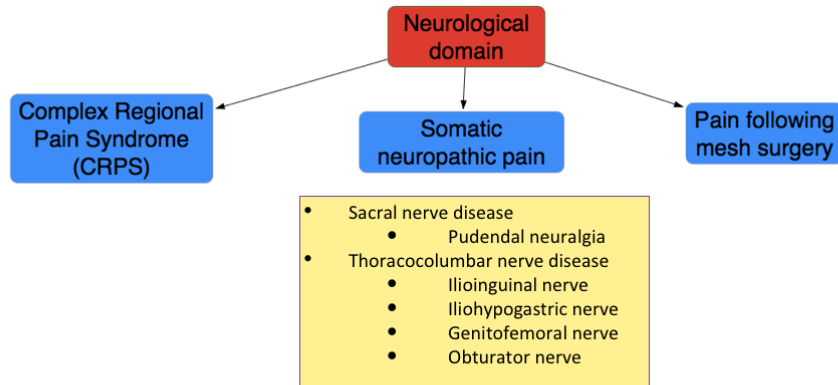 Neurological
domain
Complex Regional
Pain Syndrome
(CRPS)
Somatic
neuropathic pain
Pain following
mesh surgery
• Sacral nerve disease
• Pudendal neuralgia
• Thoracocolumbar nerve disease
• Ilioinguinal nerve
• Iliohypogastric nerve
• Genitofemoral nerve
• Obturator nerve